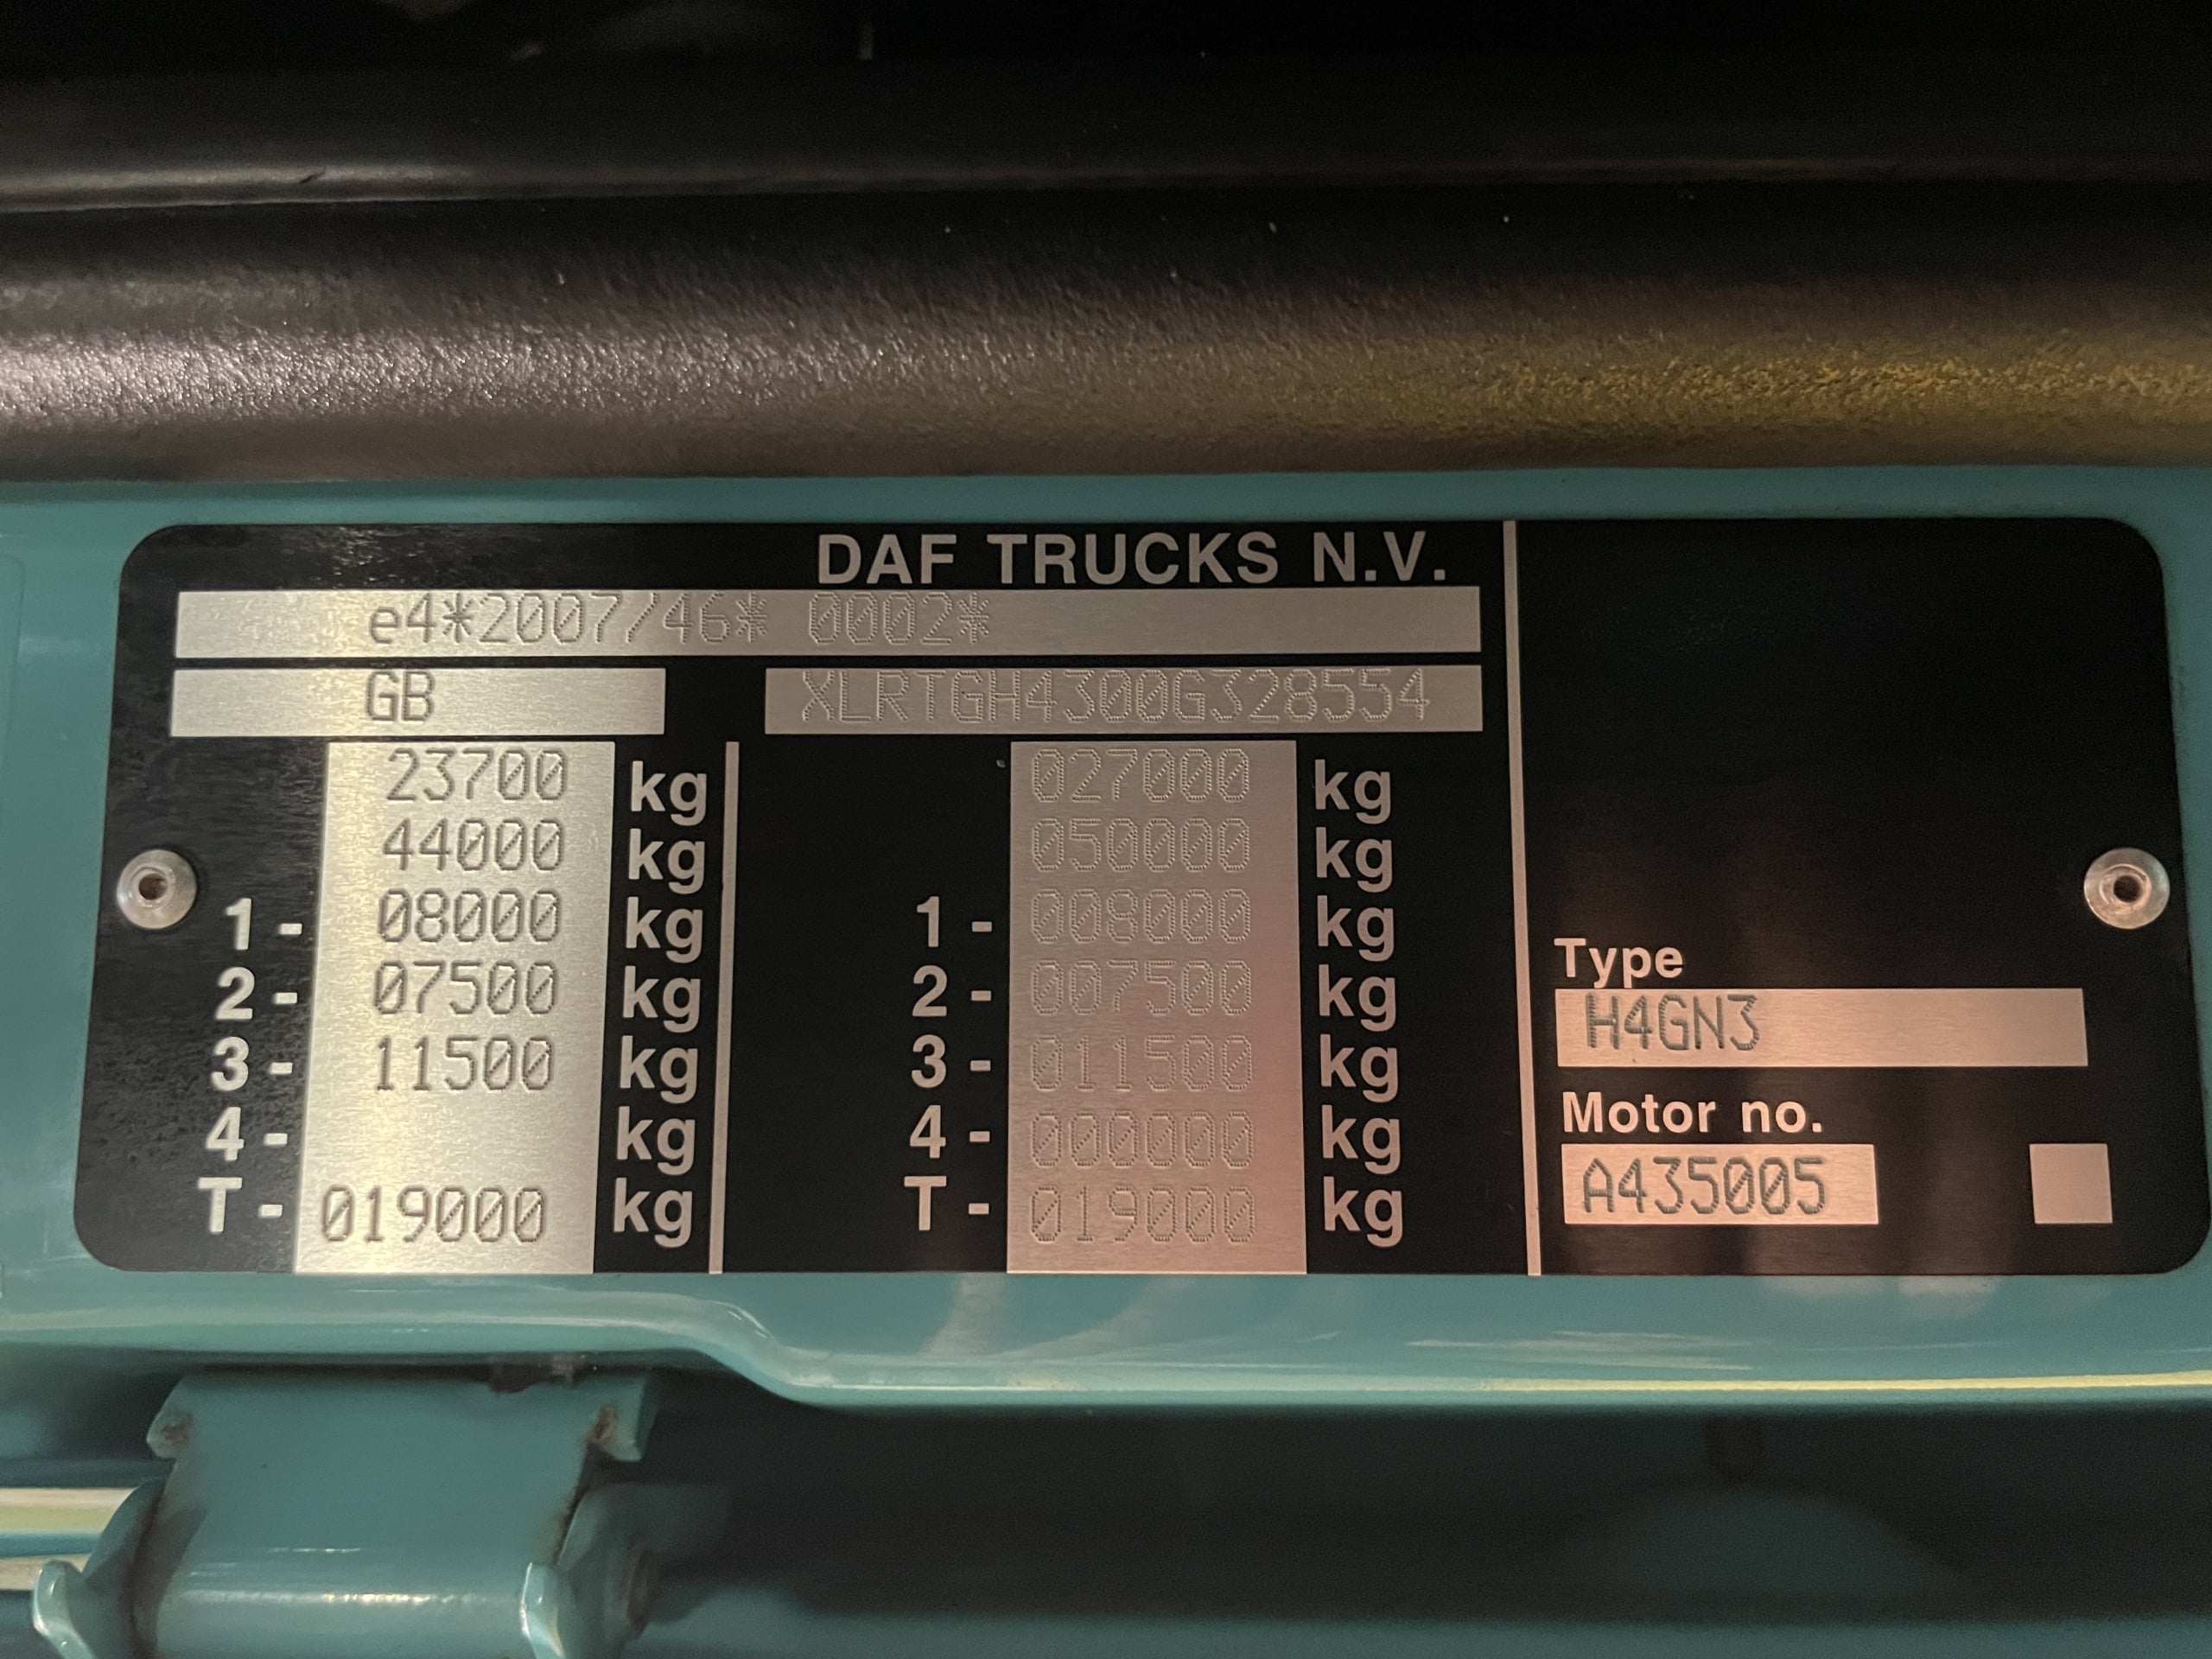 DAF TRUCKS N.V.
e4*2007/46* 0002*
GB XLRTGH4300G328554
23700 kg 027000 kg
44000 kg 050000 kg
1 - 08000 kg 1 - 008000 kg
2 - 07500 kg 2 - 007500 kg
3 - 11500 kg 3 - 011500 kg
4 - kg 4 - 000000 kg
T - 019000 kg T - 019000 kg
Type
H4GN3
Motor no.
A435005